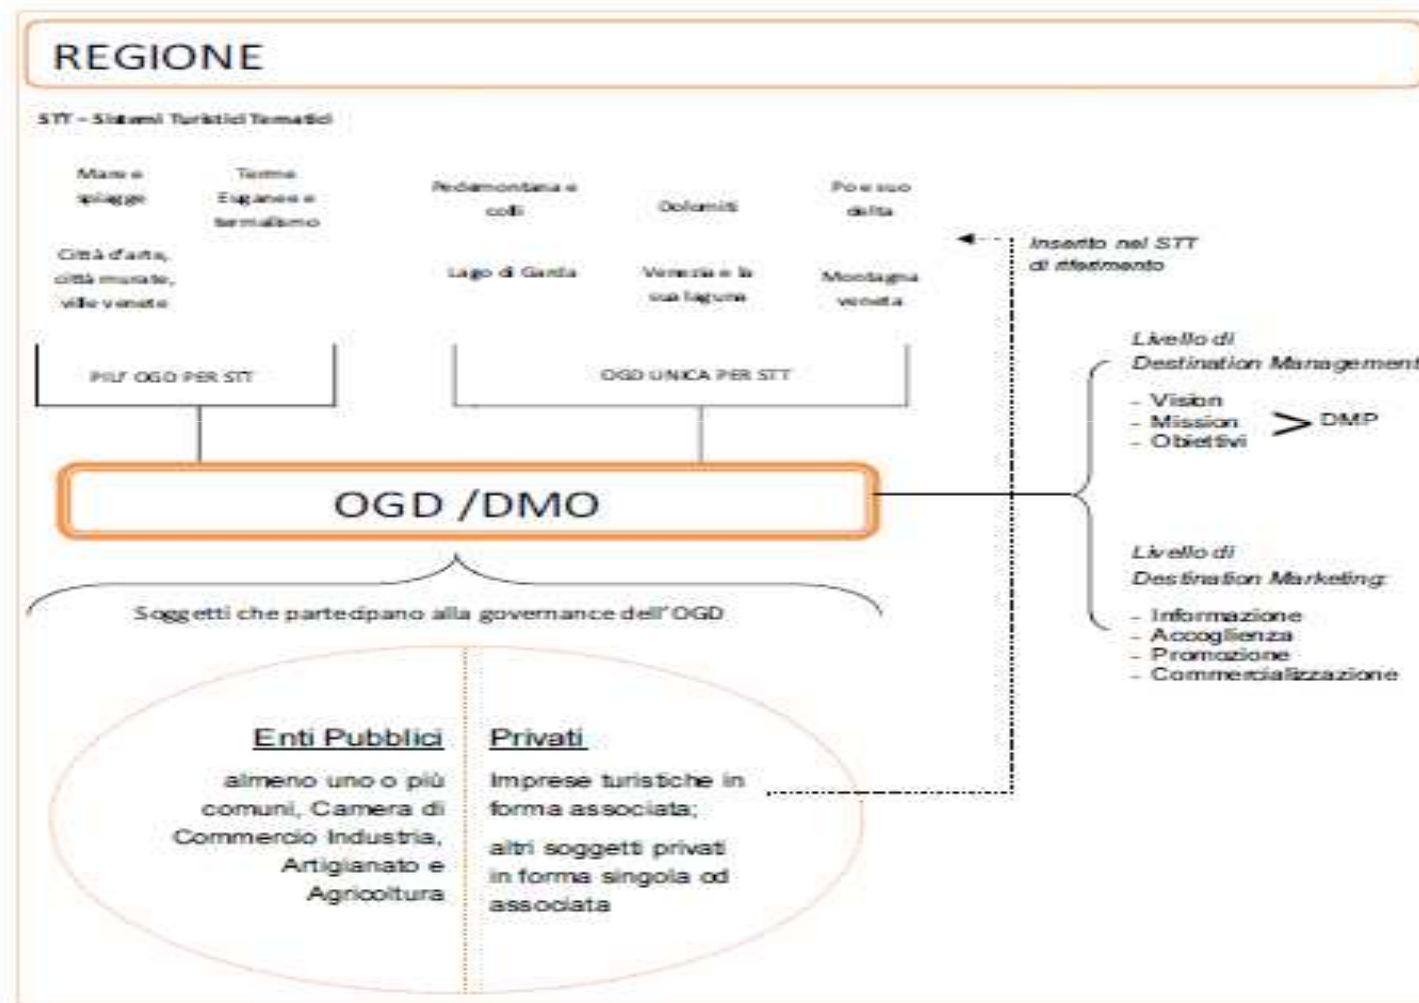 REGIONE
STT – Sistemi Turistici Tematici
Mare e
spiagge
Terme
Euganee e
termalismo
Pedemontana e
colli
Dolomiti
Po e suo
delta
Città d'arte,
città murate,
ville venete
Lago di Garda
Venezia e la
sua laguna
Montagna
veneta
Inserito nel STT
di riferimento
PIU' OGD PER STT
OGD UNICA PER STT
Livello di
Destination Management
- Vision
- Mission
- Obiettivi
> DMP
OGD /DMO
Livello di
Destination Marketing:
- Informazione
- Accoglienza
- Promozione
- Commercializzazione
Soggetti che partecipano alla governance dell'OGD
Enti Pubblici
almeno uno o più
comuni, Camera di
Commercio Industria,
Artigianato e
Agricoltura
Privati
Imprese turistiche in
forma associata;
altri soggetti privati
in forma singola od
associata